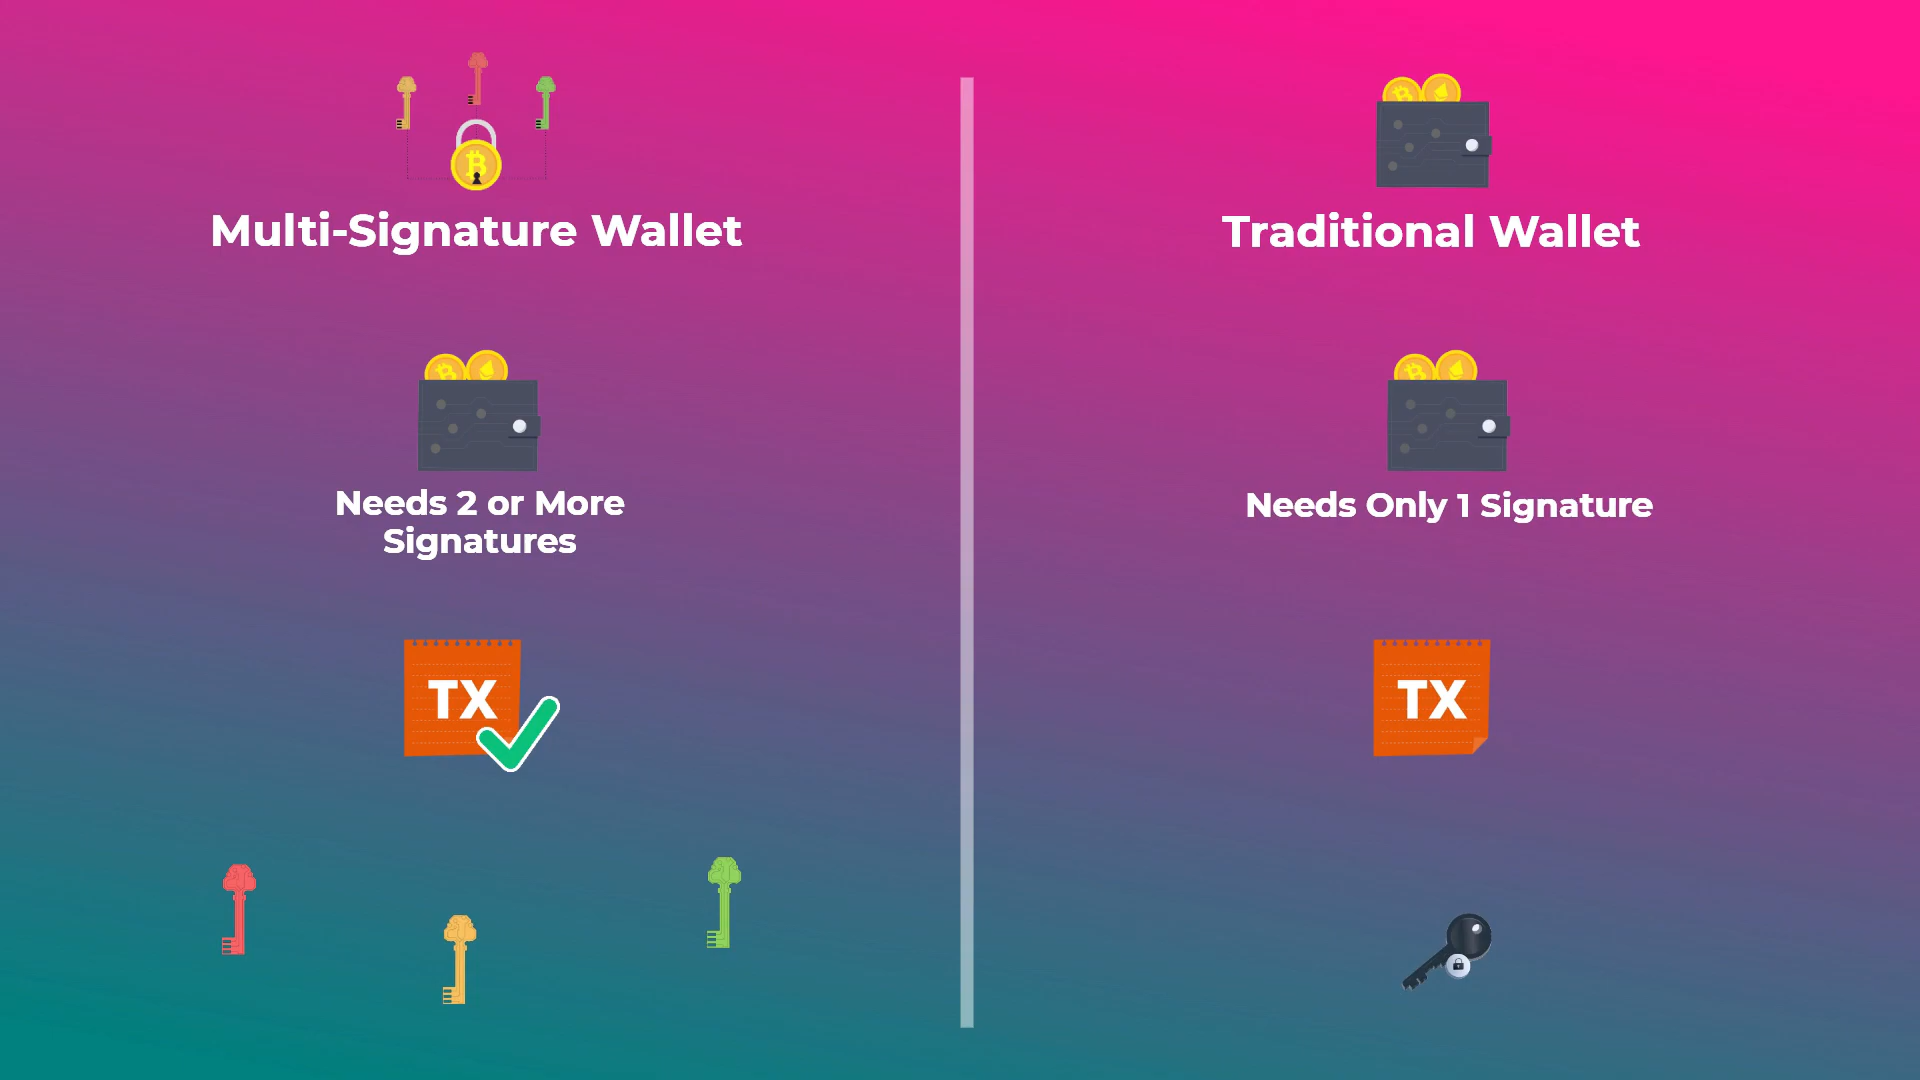 Multi-Signature Wallet
Needs 2 or More
Signatures
TX
Traditional Wallet
Needs Only 1 Signature
TX